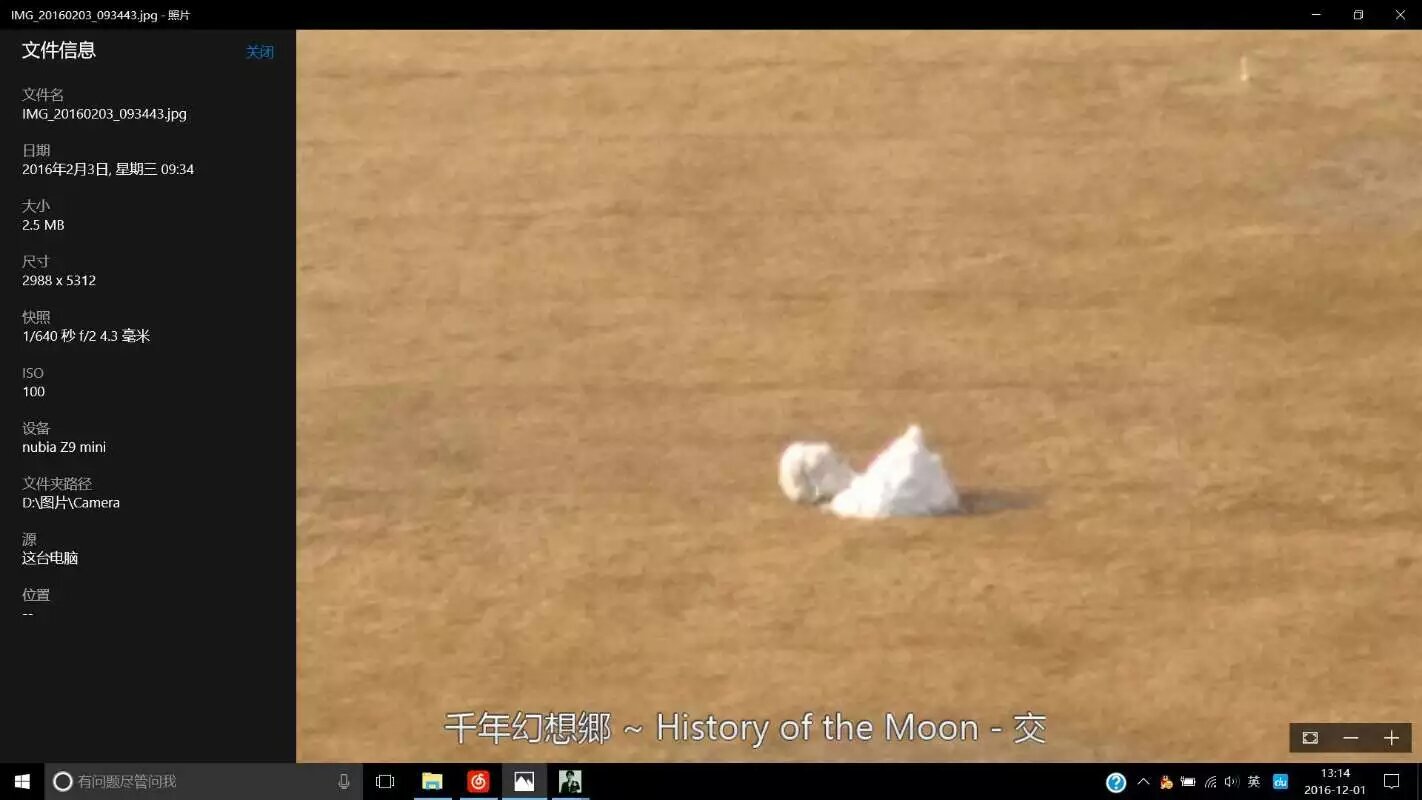 IMG_20160203_093443.jpg - 照片
文件信息
关闭
文件名
IMG_20160203_093443.jpg
日期
2016年2月3日, 星期三 09:34
大小
2.5 MB
尺寸
2988 x 5312
快照
1/640 秒 f/2 4.3 毫米
ISO
100
设备
nubia Z9 mini
文件夹路径
D:\图片\Camera
源
这台电脑
位置
--
千年幻想郷 ~ History of the Moon - 交
有问题尽管问我
英
du
13:14
2016-12-01